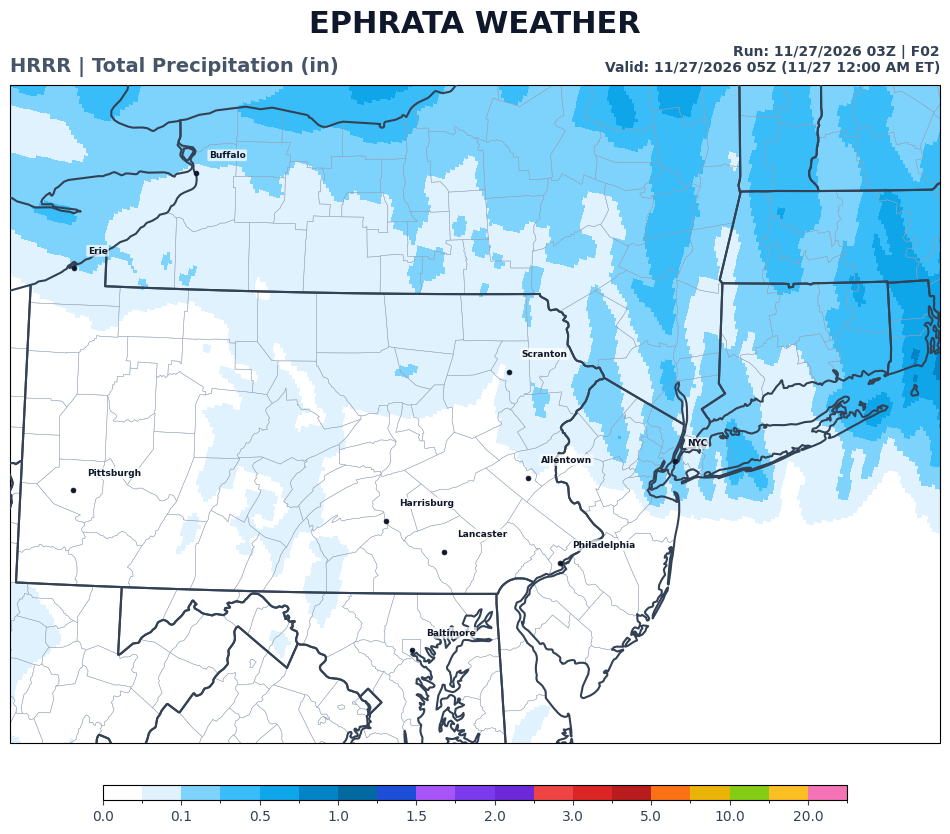 EPHRATA WEATHER
HRRR | Total Precipitation (in)
Run: 11/27/2026 03Z | F02
Valid: 11/27/2026 05Z (11/27 12:00 AM ET)
Buffalo
Erie
Scranton
NYC
Allentown
Pittsburgh
Harrisburg
Lancaster
Philadelphia
Baltimore
0.0 0.1 0.5 1.0 1.5 2.0 3.0 5.0 10.0 20.0